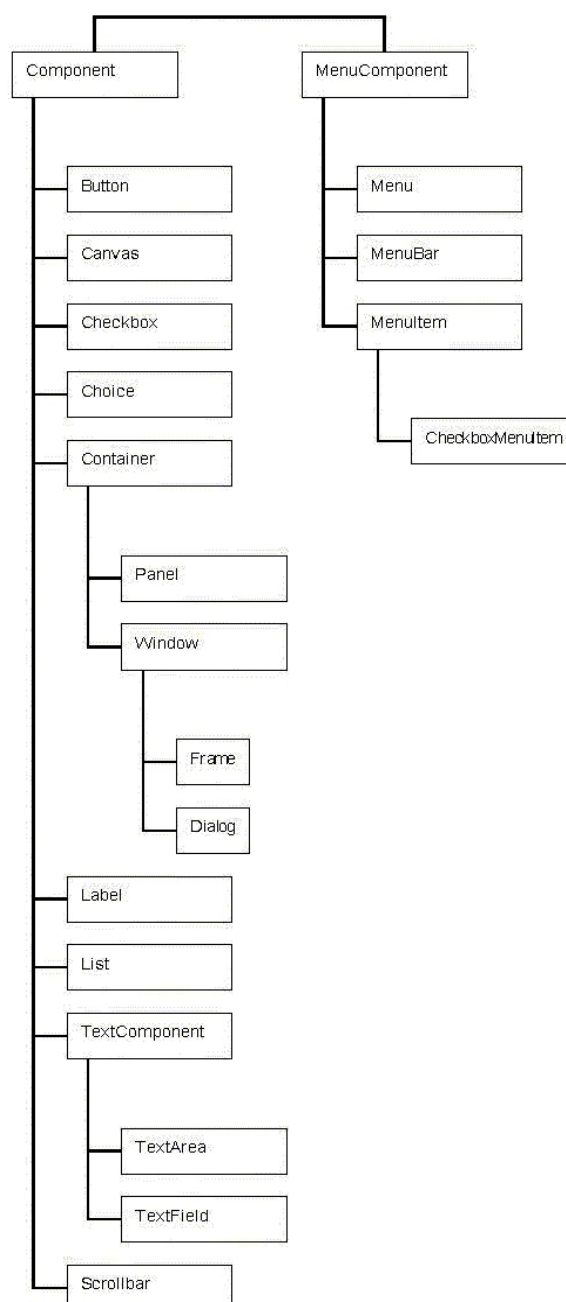 Component
MenuComponent
Button
Menu
Canvas
MenuBar
Checkbox
MenuItem
Choice
CheckboxMenuItem
Container
Panel
Window
Frame
Dialog
Label
List
TextComponent
TextArea
TextField
Scrollbar